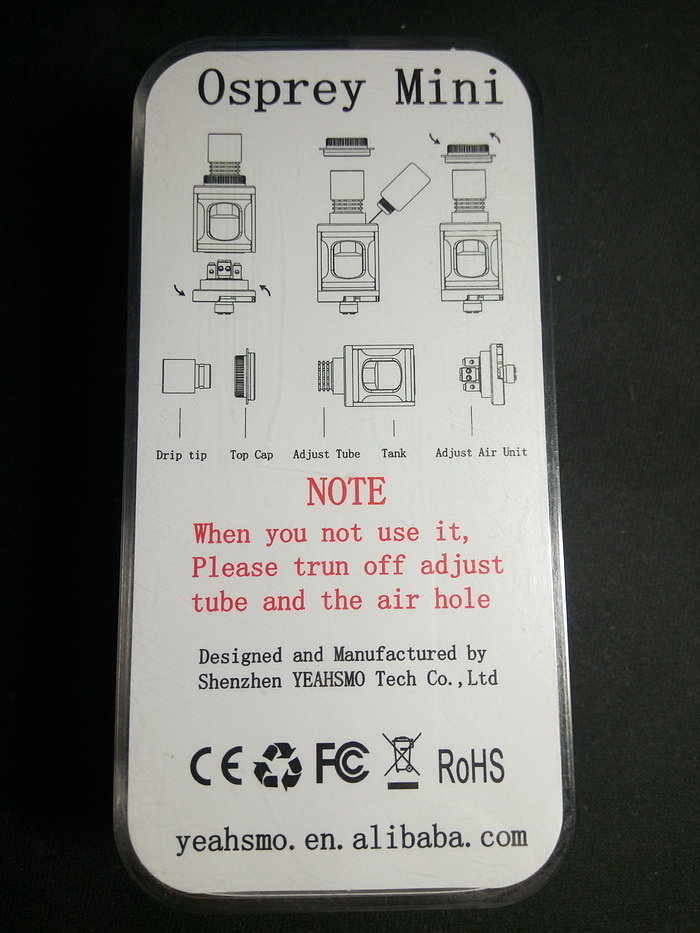 Osprey Mini
Drip tip Top Cap Adjust Tube Tank Adjust Air Unit
NOTE
When you not use it,
Please trun off adjust
tube and the air hole
Designed and Manufactured by
Shenzhen YEAHSMO Tech Co.,Ltd
CE FC RoHS
yeahsmo.en.alibaba.com